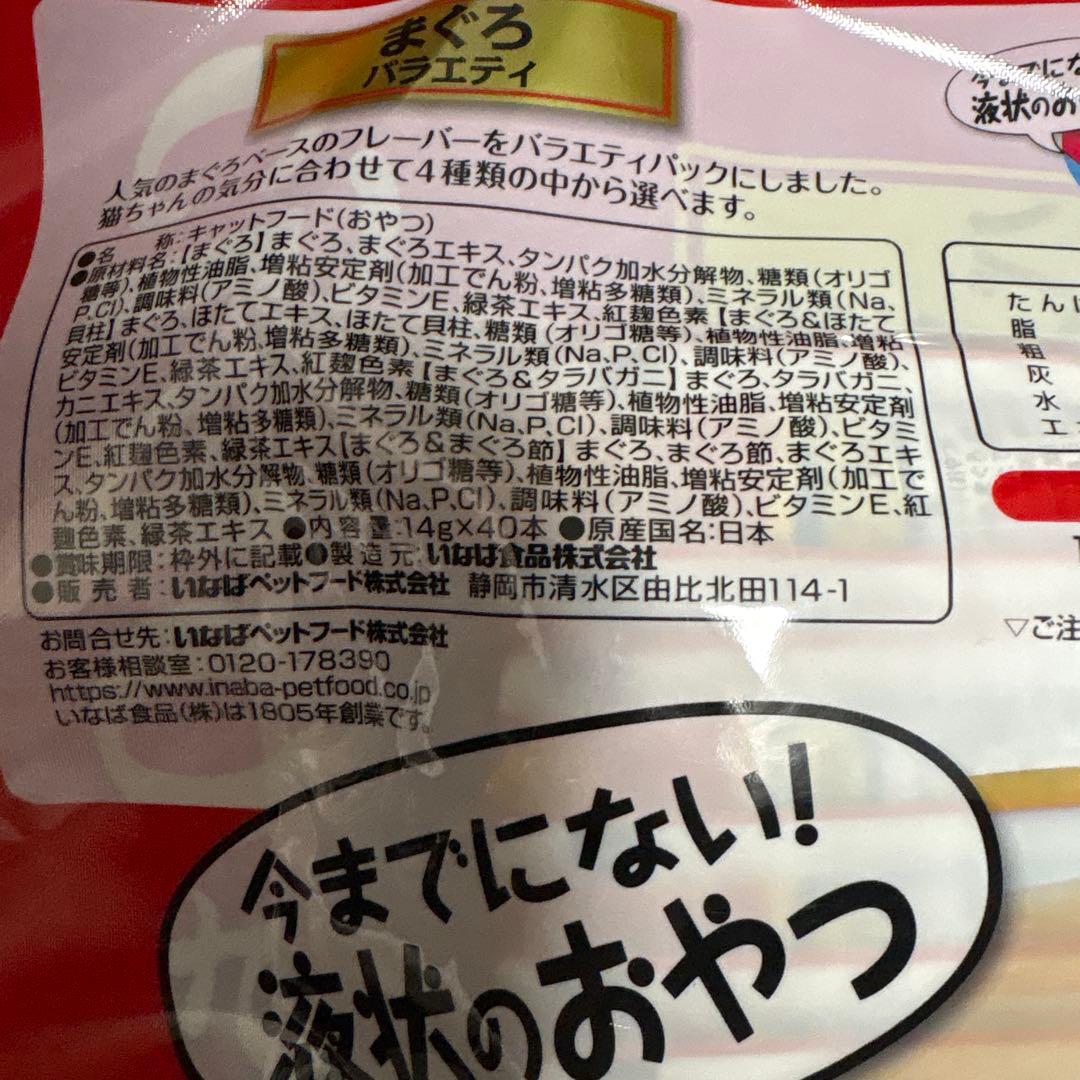 まぐろ
バラエティ
人気のまぐろベースのフレーバーをバラエティパックにしました。
猫ちゃんの気分に合わせて4種類の中から選べます。
●名　　称:キャットフード(おやつ)
●原材料名:【まぐろ】まぐろ、まぐろエキス、タンパク加水分解物、糖類(オリゴ
糖等)、植物性油脂、増粘安定剤(加工でん粉、増粘多糖類)、ミネラル類(Na、
P、Cl)、調味料(アミノ酸)、ビタミンE、緑茶エキス、紅麹色素【まぐろ&ほたて
貝柱】まぐろ、ほたてエキス、ほたて貝柱、糖類(オリゴ糖等)、植物性油脂、増粘
安定剤(加工でん粉、増粘多糖類)、ミネラル類(Na、P、Cl)、調味料(アミノ酸)、
ビタミンE、緑茶エキス、紅麹色素【まぐろ&タラバガニ】まぐろ、タラバガニ、
カニエキス、タンパク加水分解物、糖類(オリゴ糖等)、植物性油脂、増粘安定剤
(加工でん粉、増粘多糖類)、ミネラル類(Na、P、Cl)、調味料(アミノ酸)、ビタミ
ンE、紅麹色素、緑茶エキス【まぐろ&まぐろ節】まぐろ、まぐろ節、まぐろエキ
ス、タンパク加水分解物、糖類(オリゴ糖等)、植物性油脂、増粘安定剤(加工で
ん粉、増粘多糖類)、ミネラル類(Na、P、Cl)、調味料(アミノ酸)、ビタミンE、紅
麹色素、緑茶エキス ●内容量:14g×40本 ●原産国名:日本
●賞味期限:枠外に記載●製造元:いなば食品株式会社
●販売者:いなばペットフード株式会社 静岡市清水区由比北田114-1
お問合せ先:いなばペットフード株式会社
お客様相談室:0120-178390
https://www.inaba-petfood.co.jp
いなば食品(株)は1805年創業です。
今までにない!
液状のおやつ
今までにな
液状のお
たん
脂
粗
灰
水
エ
▽ご注